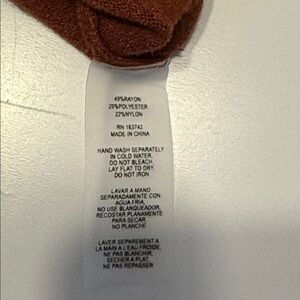 49%RAYON
29%POLYESTER
22%NYLON
RN 163742
MADE IN CHINA
HAND WASH SEPARATELY
IN COLD WATER,
DO NOT BLEACH,
LAY FLAT TO DRY,
DO NOT IRON
LAVAR A MANO
SEPARADAMENTE CON
AGUA FRIA,
NO USE BLANQUEADOR,
RECOSTAR PLANAMENTE
PARA SECAR
NO PLANCHE
LAVER SEPAREMENT A
LA MAIN A L'EAU FROIDE,
NE PAS BLANCHIR,
SECHER A PLAT,
NE PAS REPASSER